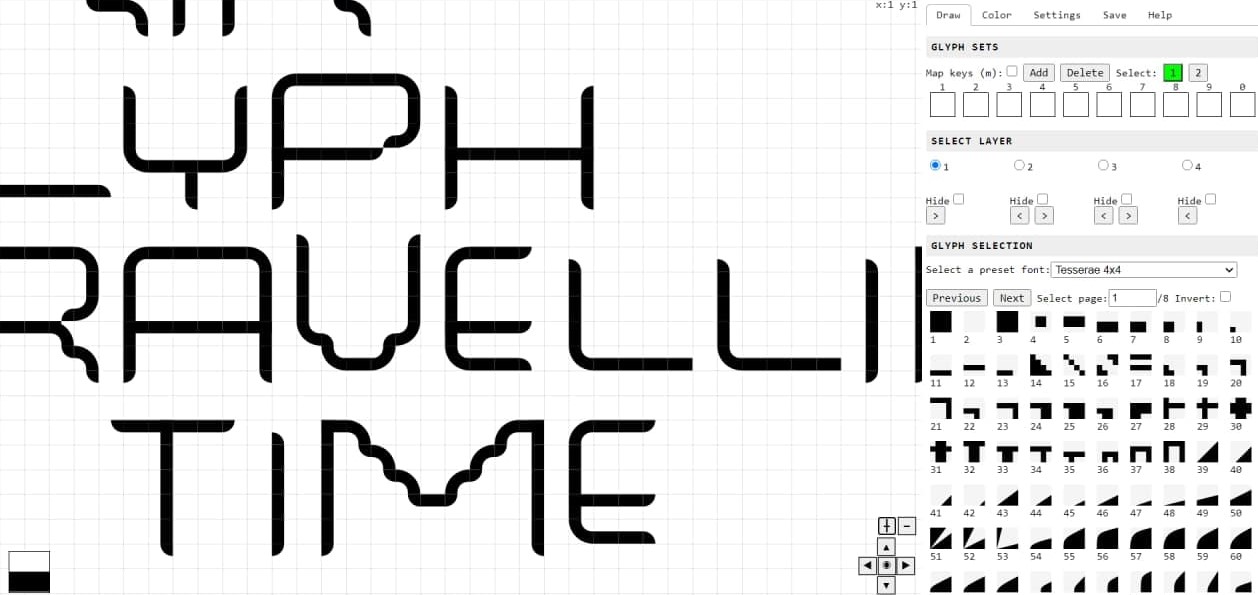 x:1 y:1
YPH
RAVELLI
TIME
+ −
Draw Color Settings Save Help
GLYPH SETS
Map keys (m): Add Delete Select: 1 2
1 2 3 4 5 6 7 8 9 0
SELECT LAYER
1 2 3 4
Hide Hide Hide Hide
> < > < > <
GLYPH SELECTION
Select a preset font: Tesserae 4x4
Previous Next Select page: 1 /8 Invert:
1 2 3 4 5 6 7 8 9 10
11 12 13 14 15 16 17 18 19 20
21 22 23 24 25 26 27 28 29 30
31 32 33 34 35 36 37 38 39 40
41 42 43 44 45 46 47 48 49 50
51 52 53 54 55 56 57 58 59 60